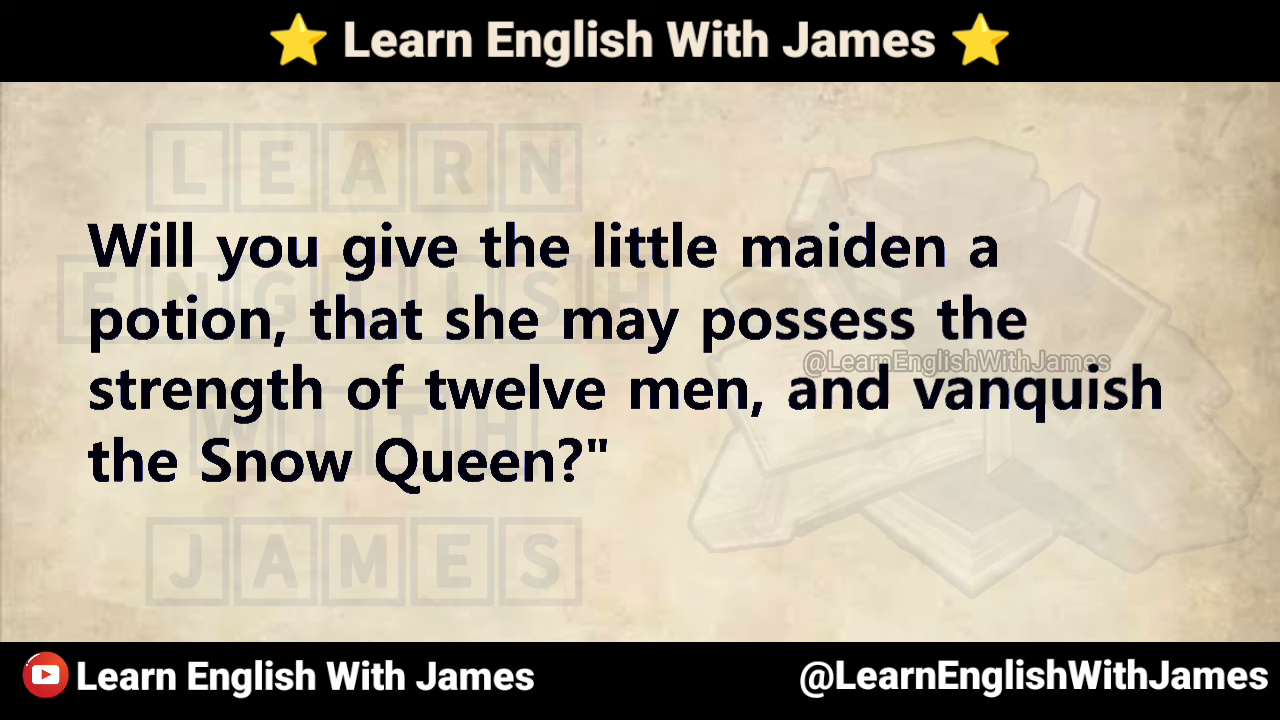 ⭐ Learn English With James ⭐
LEARN
Will you give the little maiden a
ENGLISH
potion, that she may possess the
@LearnEnglishWithJames
strength of twelve men, and vanquish
WITH
the Snow Queen?"
JAMES
Learn English With James
@LearnEnglishWithJames